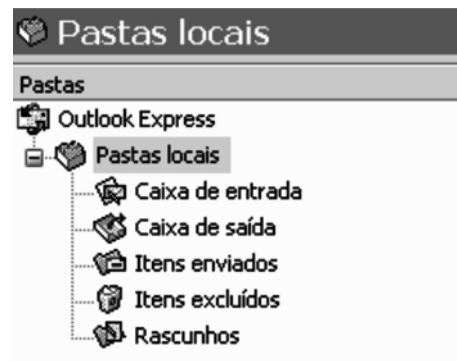 Pastas locais
Pastas
Outlook Express
Pastas locais
Caixa de entrada
Caixa de saída
Itens enviados
Itens excluídos
Rascunhos